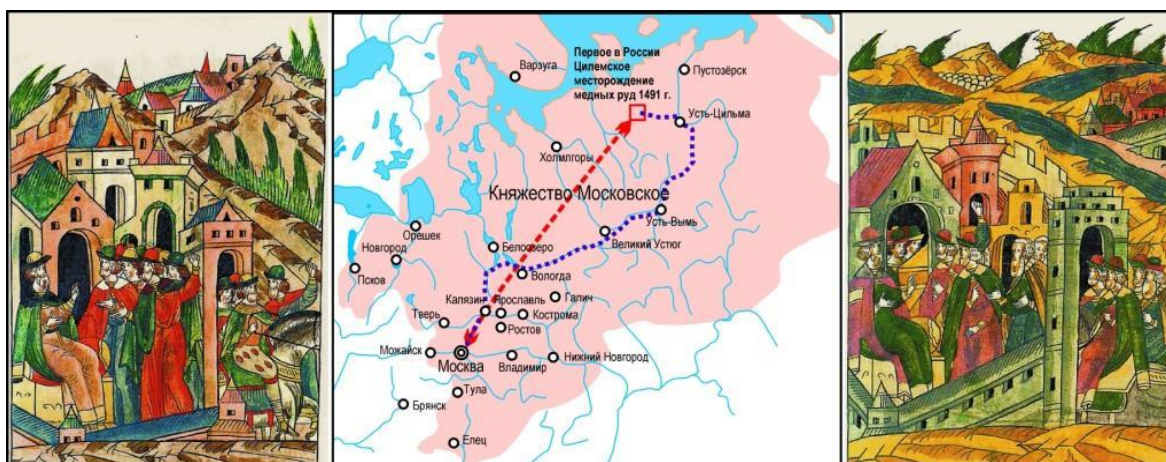 Первое в России
Цилемское
месторождение
медных руд 1491 г.
Варзуга
Пустозёрск
Усть-Цильма
Холмлгоры
Княжество Московское
Усть-Вымь
Великий Устюг
Орешек
Новгород
Псков
Белоозеро
Вологда
Галич
Калязин
Ярославль
Тверь
Кострома
Ростов
Можайск
Москва
Владимир
Нижний Новгород
Тула
Брянск
Елец